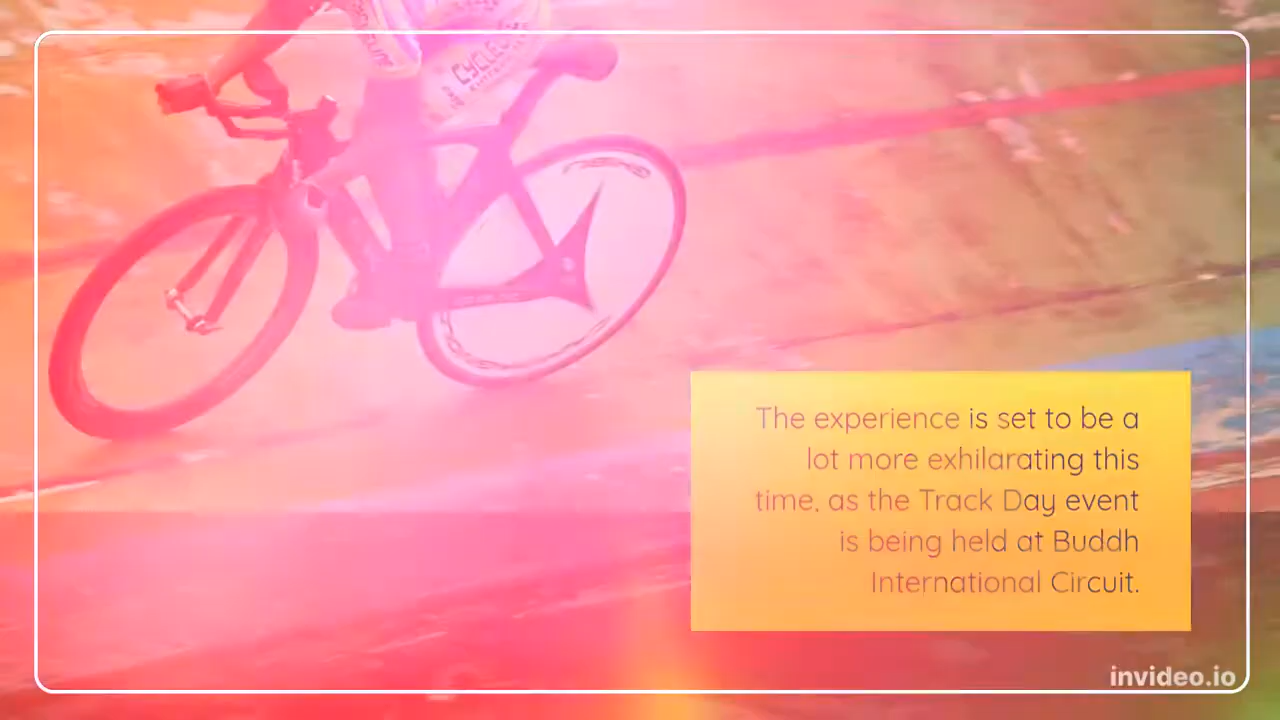 CYCLES
The experience is set to be a
lot more exhilarating this
time, as the Track Day event
is being held at Buddh
International Circuit.
invideo.io